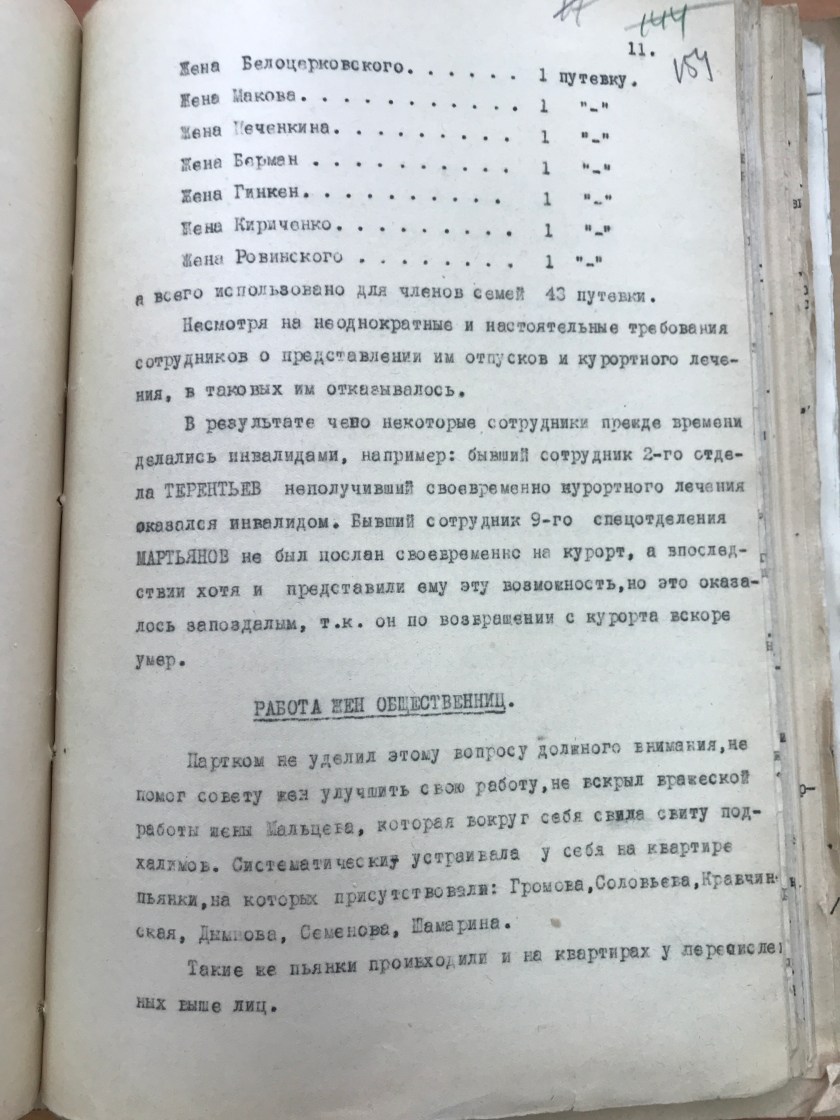 144
11.
154
Жена Белоцерковского. . . . . . 1 путевку.
Жена Макова. . . . . . . . . . . 1 "-"
Жена Меченкина. . . . . . . . . 1 "-"
Жена Берман . . . . . . . . . . 1 "-"
Жена Гинкен. . . . . . . . . . 1 "-"
Жена Кириченко. . . . . . . . . 1 "-"
Жена Ровинского . . . . . . . . 1 "-"
а всего использовано для членов семей 43 путевки.
Несмотря на неоднократные и настоятельные требования
сотрудников о представлении им отпусков и курортного лече-
ния, в таковых им отказывалось.
В результате чево некоторые сотрудники прежде времени
делались инвалидами, например: бывший сотрудник 2-го отде-
ла ТЕРЕНТЬЕВ неполучивший своевременно курортного лечения
оказался инвалидом. Бывший сотрудник 9-го спецотделения
МАРТЬЯНОВ не был послан своевременно на курорт, а впослед-
ствии хотя и представили ему эту возможность,но это оказа-
лось запоздалым, т.к. он по возвращении с курорта вскоре
умер.
РАБОТА ЖЕН ОБЩЕСТВЕННИЦ.
Партком не уделил этому вопросу должного внимания,не
помог совету жен улучшить свою работу,не вскрыл вражеской
работы жены Мальцева, которая вокруг себя свила свиту под-
халимов. Систематически устраивала у себя на квартире
пьянки,на которых присутствовали: Громова,Соловьева,Кравчин-
ская, Дымнова, Семенова, Шамарина.
Такие же пьянки проивходили и на квартирах у перечислен
ных выше лиц.